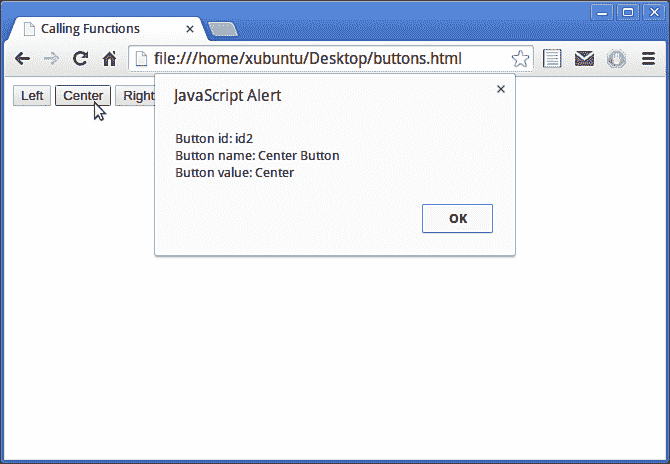 Calling Functions
file:///home/xubuntu/Desktop/buttons.html
Left Center Right
JavaScript Alert
Button id: id2
Button name: Center Button
Button value: Center
OK